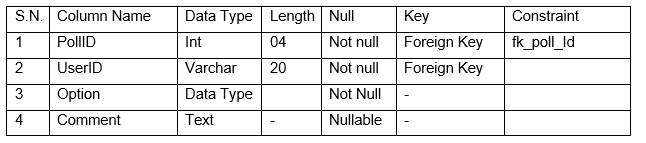 S.N. Column Name Data Type Length Null Key Constraint
1 PollID Int 04 Not null Foreign Key fk_poll_Id
2 UserID Varchar 20 Not null Foreign Key
3 Option Data Type Not Null -
4 Comment Text - Nullable -